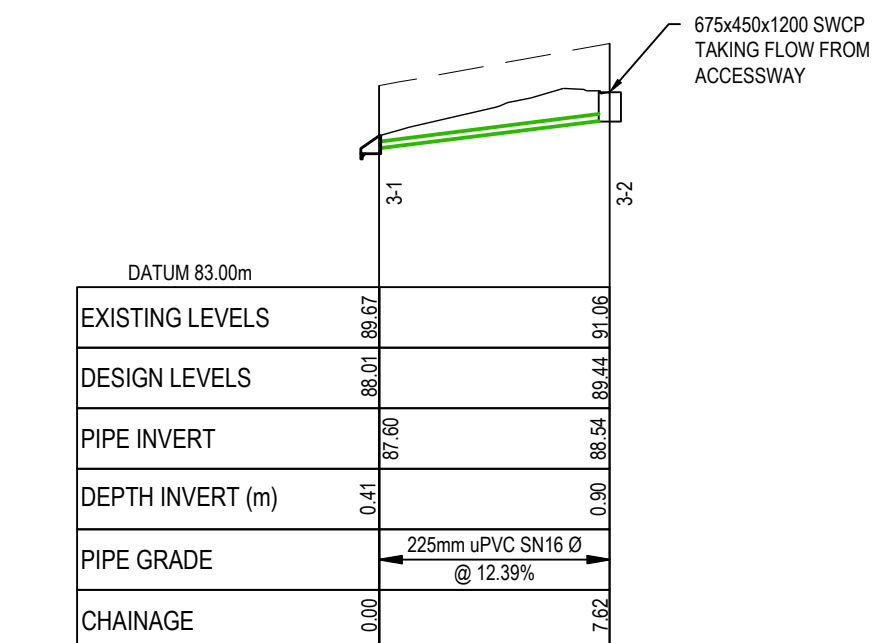 675x450x1200 SWCP
TAKING FLOW FROM
ACCESSWAY
3-1
3-2
DATUM 83.00m
EXISTING LEVELS 89.67 91.06
DESIGN LEVELS 88.01 89.44
PIPE INVERT 87.60 88.54
DEPTH INVERT (m) 0.41 0.90
PIPE GRADE 225mm uPVC SN16 Ø
@ 12.39%
CHAINAGE 0.00 7.62